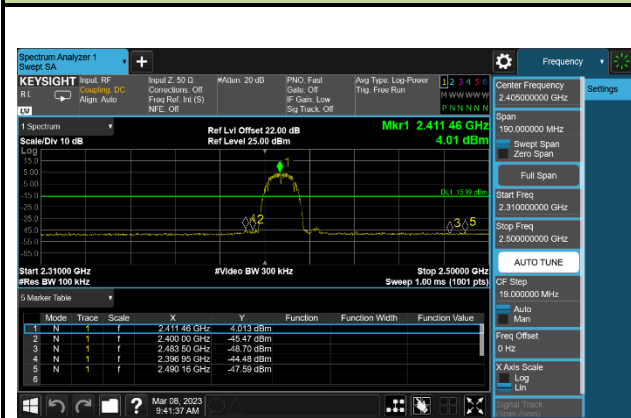 Spectrum Analyzer 1
Swept SA
+
Frequency
KEYSIGHT
RL
Input: RF
Coupling: DC
Align: Auto
Input Z: 50 Ω
Corrections: Off
Freq Ref: Int (S)
NFE: Off
#Atten: 20 dB
PNO: Fast
Gate: Off
IF Gain: Low
Sig Track: Off
Avg Type: Log-Power
Trig: Free Run
1 2 3 4 5 6
M W W W W W
P N N N N N
LW
1 Spectrum
Scale/Div 10 dB
Ref Lvl Offset 22.00 dB
Ref Level 25.00 dBm
Mkr1 2.411 46 GHz
4.01 dBm
Log
15.0
5.00
-5.00
-15.0
-25.0
-35.0
-45.0
-55.0
-65.0
1
DL1 -15.99 dBm
2
3
5
Start 2.31000 GHz
#Res BW 100 kHz
#Video BW 300 kHz
Stop 2.50000 GHz
Sweep 1.00 ms (1001 pts)
5 Marker Table
Mode Trace Scale X Y Function Function Width Function Value
1 N 1 f 2.411 46 GHz 4.013 dBm
2 N 1 f 2.400 00 GHz -45.47 dBm
3 N 1 f 2.483 50 GHz -48.70 dBm
4 N 1 f 2.396 95 GHz -44.48 dBm
5 N 1 f 2.490 16 GHz -47.59 dBm
6
Mar 08, 2023
9:41:37 AM
?
Center Frequency
2.405000000 GHz
Span
190.000000 MHz
Swept Span
Zero Span
Full Span
Start Freq
2.310000000 GHz
Stop Freq
2.500000000 GHz
AUTO TUNE
CF Step
19.000000 MHz
Auto
Man
Freq Offset
0 Hz
X Axis Scale
Log
Lin
Signal Track
(Span Zoom)
Settings